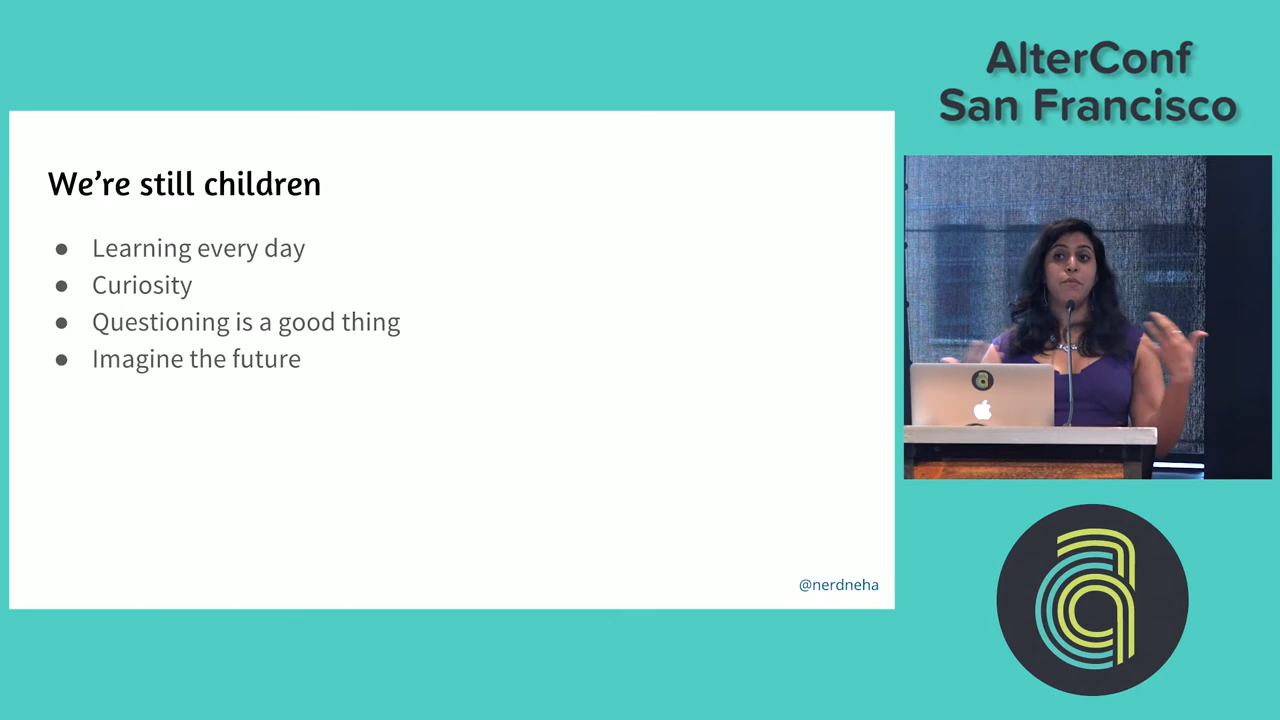 AlterConf
San Francisco
We're still children
● Learning every day
● Curiosity
● Questioning is a good thing
● Imagine the future
@nerdneha